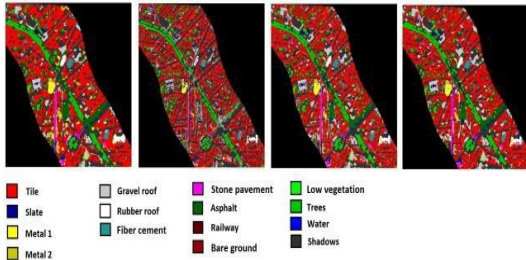 Tile
Slate
Metal 1
Metal 2
Gravel roof
Rubber roof
Fiber cement
Stone pavement
Asphalt
Railway
Bare ground
Low vegetation
Trees
Water
Shadows